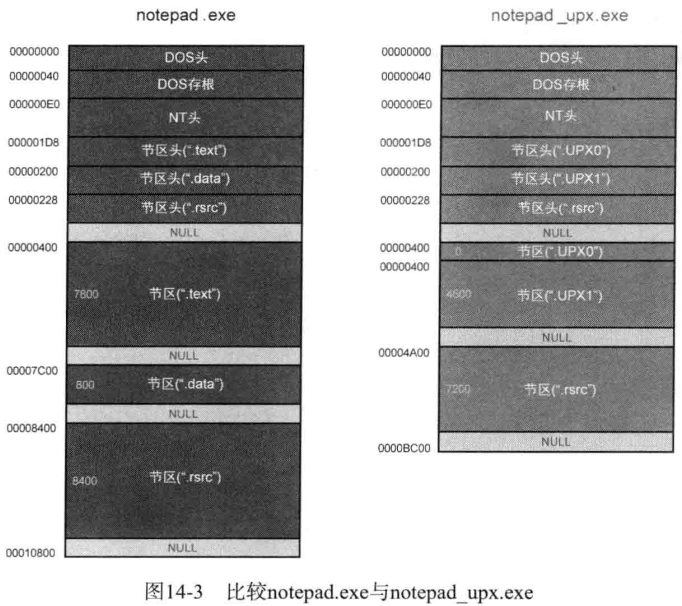 notepad.exe
00000000
DOS头
00000040
DOS存根
000000E0
NT头
000001D8
节区头(“.text”)
00000200
节区头(“.data”)
00000228
节区头(“.rsrc”)
NULL
00000400
7800
节区(“.text”)
NULL
00007C00
800
节区(“.data”)
NULL
00008400
8400
节区(“.rsrc”)
NULL
00010800
notepad_upx.exe
00000000
DOS头
00000040
DOS存根
000000E0
NT头
000001D8
节区头(“.UPX0”)
00000200
节区头(“.UPX1”)
00000228
节区头(“.rsrc”)
NULL
00000400
0
节区(“.UPX0”)
00000400
4600
节区(“.UPX1”)
NULL
00004A00
7200
节区(“.rsrc”)
NULL
0000BC00
图14-3 比较notepad.exe与notepad_upx.exe